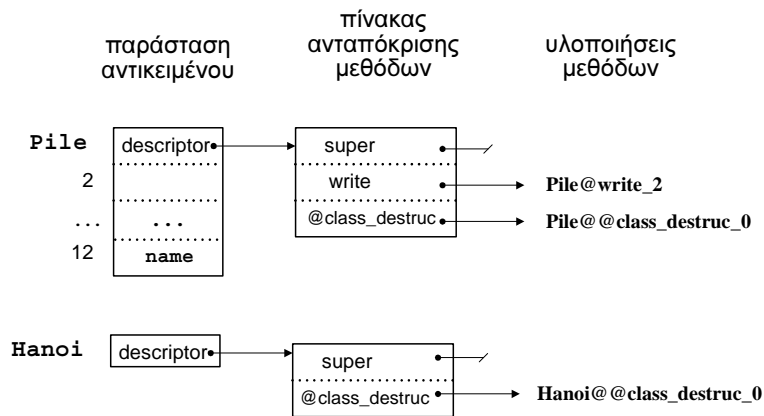 παράσταση
αντικειμένου
πίνακας
ανταπόκρισης
μεθόδων
υλοποιήσεις
μεθόδων
Pile descriptor super
2 write Pile@write_2
... ... @class_destruc Pile@@class_destruc_0
12 name
Hanoi descriptor super
@class_destruc Hanoi@@class_destruc_0